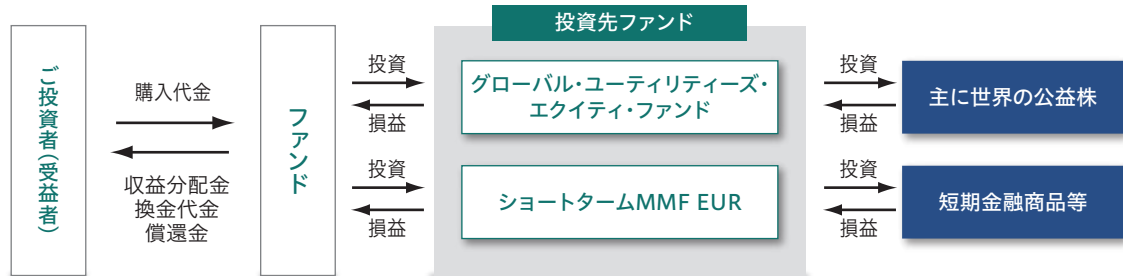 ご投資者(受益者)
購入代金
収益分配金
換金代金
償還金
ファンド
投資
損益
投資
損益
投資先ファンド
グローバル・ユーティリティーズ・
エクイティ・ファンド
ショートタームMMF EUR
投資
損益
投資
損益
主に世界の公益株
短期金融商品等